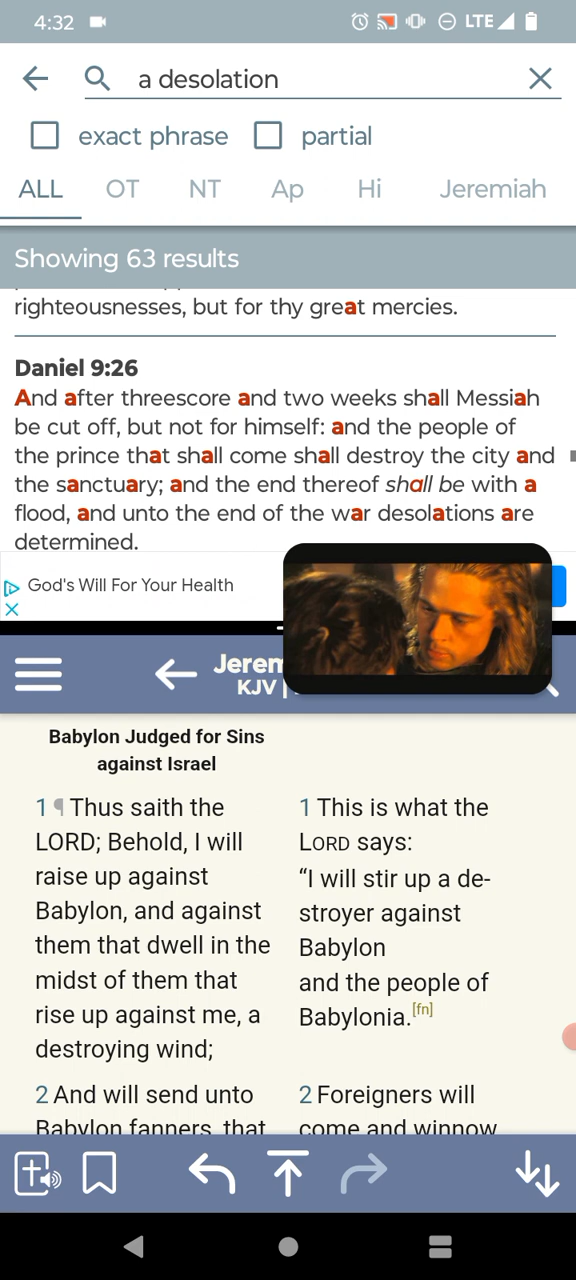 4:32 LTE
a desolation
exact phrase partial
ALL OT NT Ap Hi Jeremiah
Showing 63 results
righteousnesses, but for thy great mercies.
Daniel 9:26
And after threescore and two weeks shall Messiah
be cut off, but not for himself: and the people of
the prince that shall come shall destroy the city and
the sanctuary; and the end thereof shall be with a
flood, and unto the end of the war desolations are
determined.
God's Will For Your Health
Jerem
KJV |
Babylon Judged for Sins
against Israel
1 ¶ Thus saith the
LORD; Behold, I will
raise up against
Babylon, and against
them that dwell in the
midst of them that
rise up against me, a
destroying wind;
2 And will send unto
Babylon fanners, that
1 This is what the
LORD says:
“I will stir up a de-
stroyer against
Babylon
and the people of
Babylonia.[fn]
2 Foreigners will
come and winnow